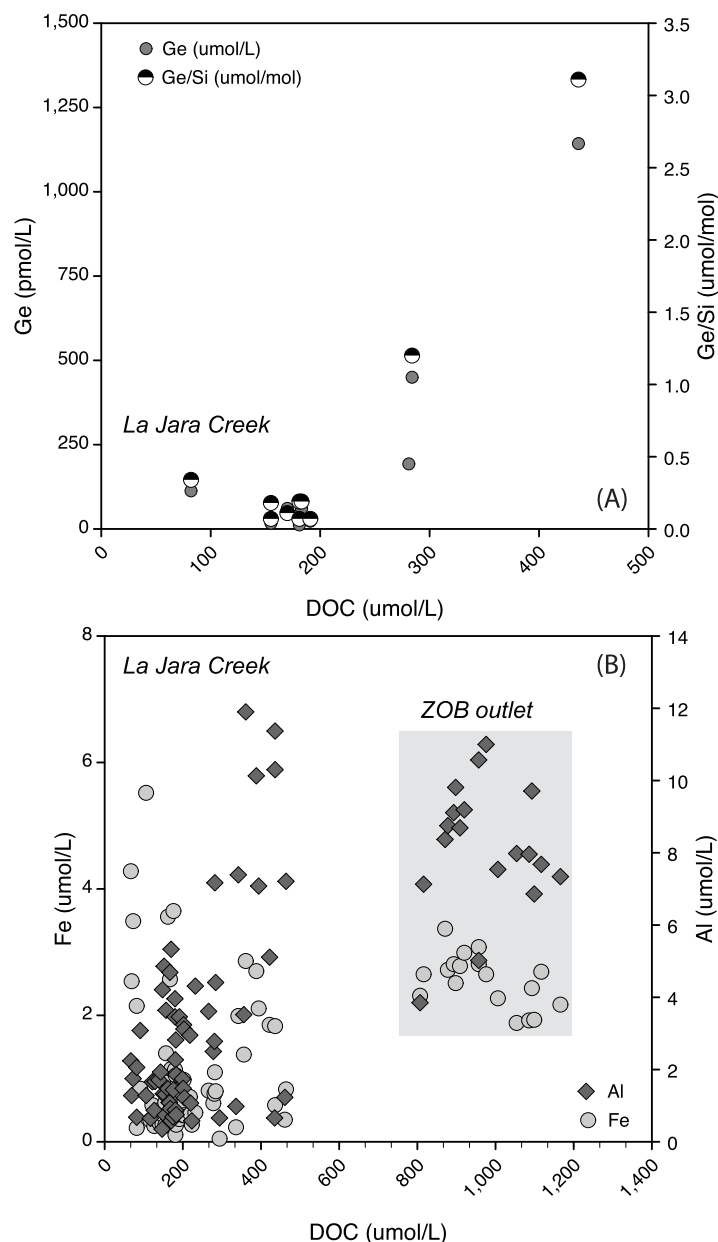 1,500
1,250
1,000
750
500
250
0
Ge (pmol/L)
Ge (umol/L)
Ge/Si (umol/mol)
La Jara Creek
(A)
3.5
3.0
2.5
2.0
1.5
1.0
0.5
0.0
Ge/Si (umol/mol)
0
100
200
300
400
500
DOC (umol/L)
8
6
4
2
0
Fe (umol/L)
La Jara Creek
(B)
ZOB outlet
Al
Fe
14
12
10
8
6
4
2
0
Al (umol/L)
0
200
400
600
800
1,000
1,200
1,400
DOC (umol/L)